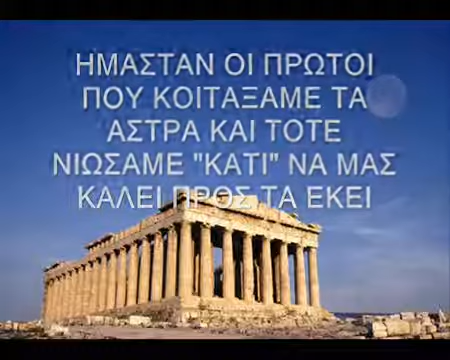 ΗΜΑΣΤΑΝ ΟΙ ΠΡΩΤΟΙ
ΠΟΥ ΚΟΙΤΑΞΑΜΕ ΤΑ
ΑΣΤΡΑ ΚΑΙ ΤΟΤΕ
ΝΙΩΣΑΜΕ "ΚΑΤΙ" ΝΑ ΜΑΣ
ΚΑΛΕΙ ΠΡΟΣ ΤΑ ΕΚΕΙ